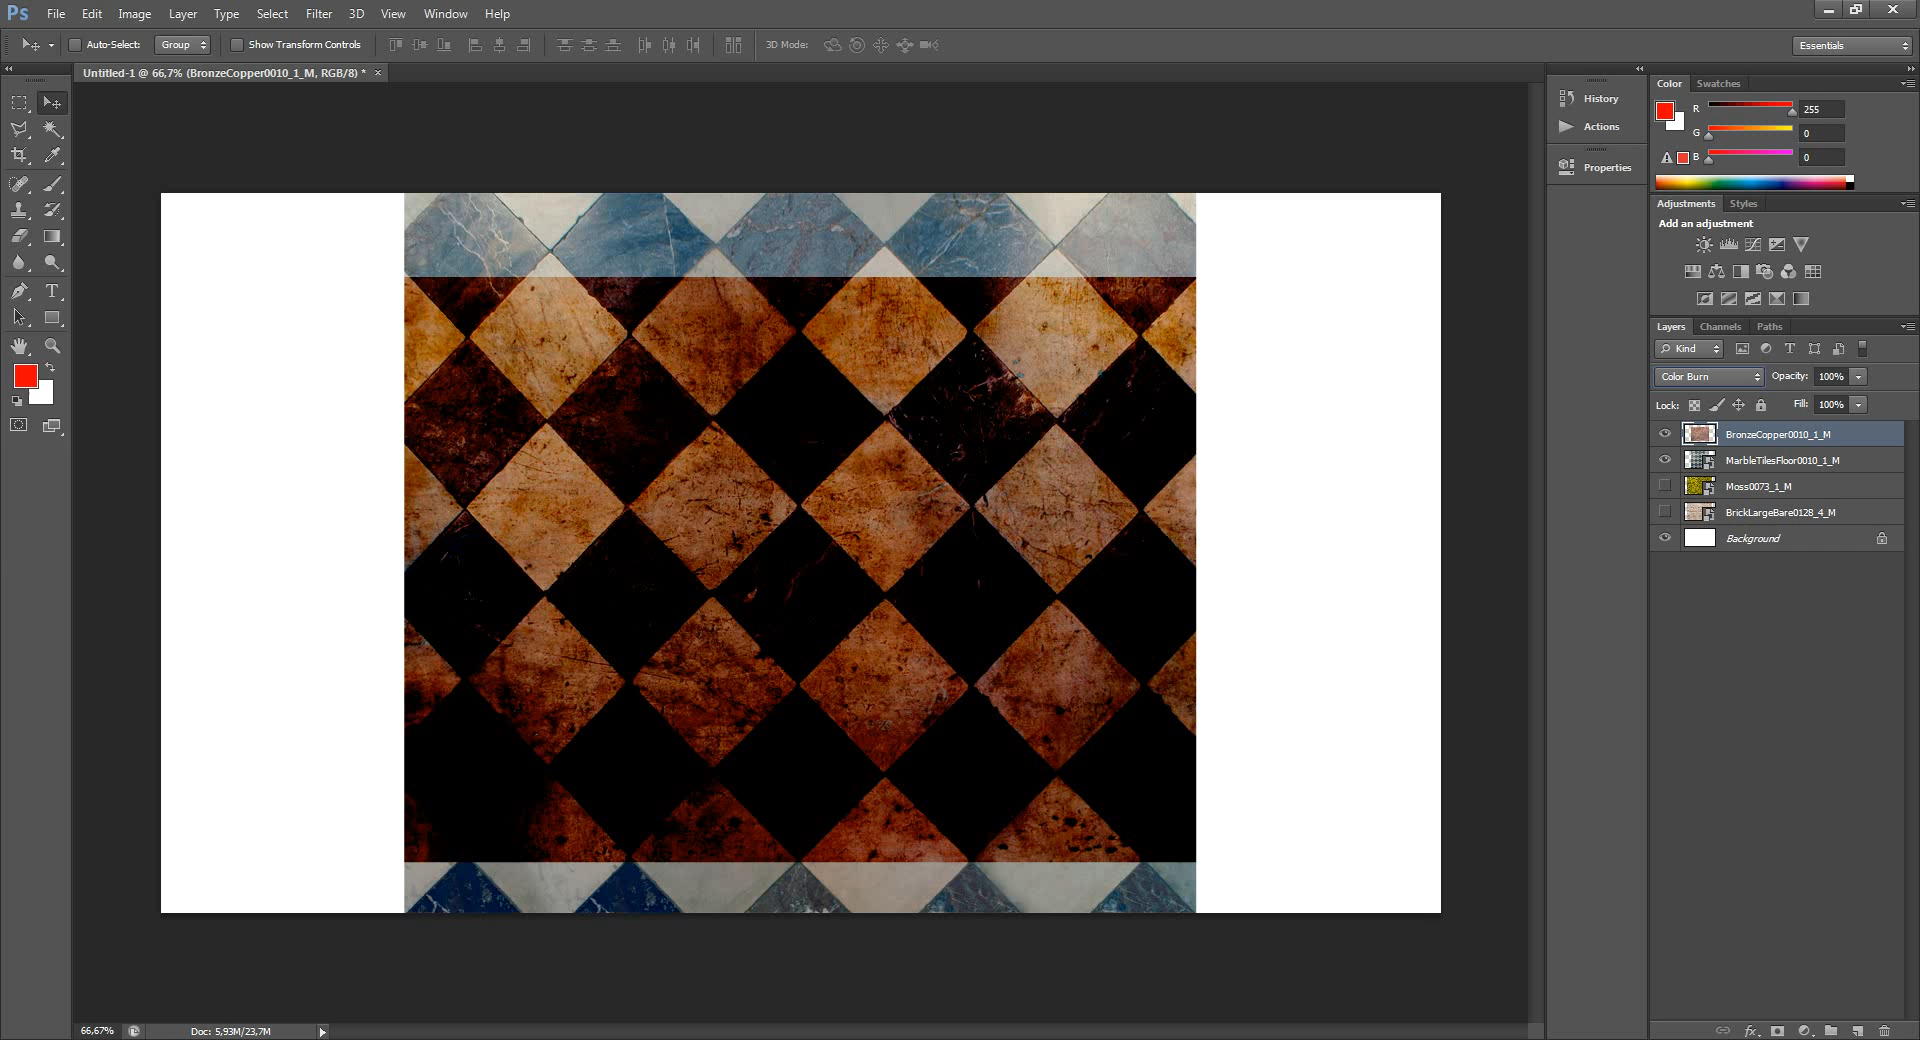 Ps File Edit Image Layer Type Select Filter 3D View Window Help
Auto-Select: Group Show Transform Controls 3D Mode: Essentials
Untitled-1 @ 66,7% (BronzeCopper0010_1_M, RGB/8) * ×
History
Actions
Properties
Color Swatches
R 255
G 0
B 0
Adjustments Styles
Add an adjustment
Layers Channels Paths
Kind
Color Burn Opacity: 100%
Lock: Fill: 100%
BronzeCopper0010_1_M
MarbleTilesFloor0010_1_M
Moss0073_1_M
BrickLargeBare0128_4_M
Background
66,67% Doc: 5,93M/23,7M
fx